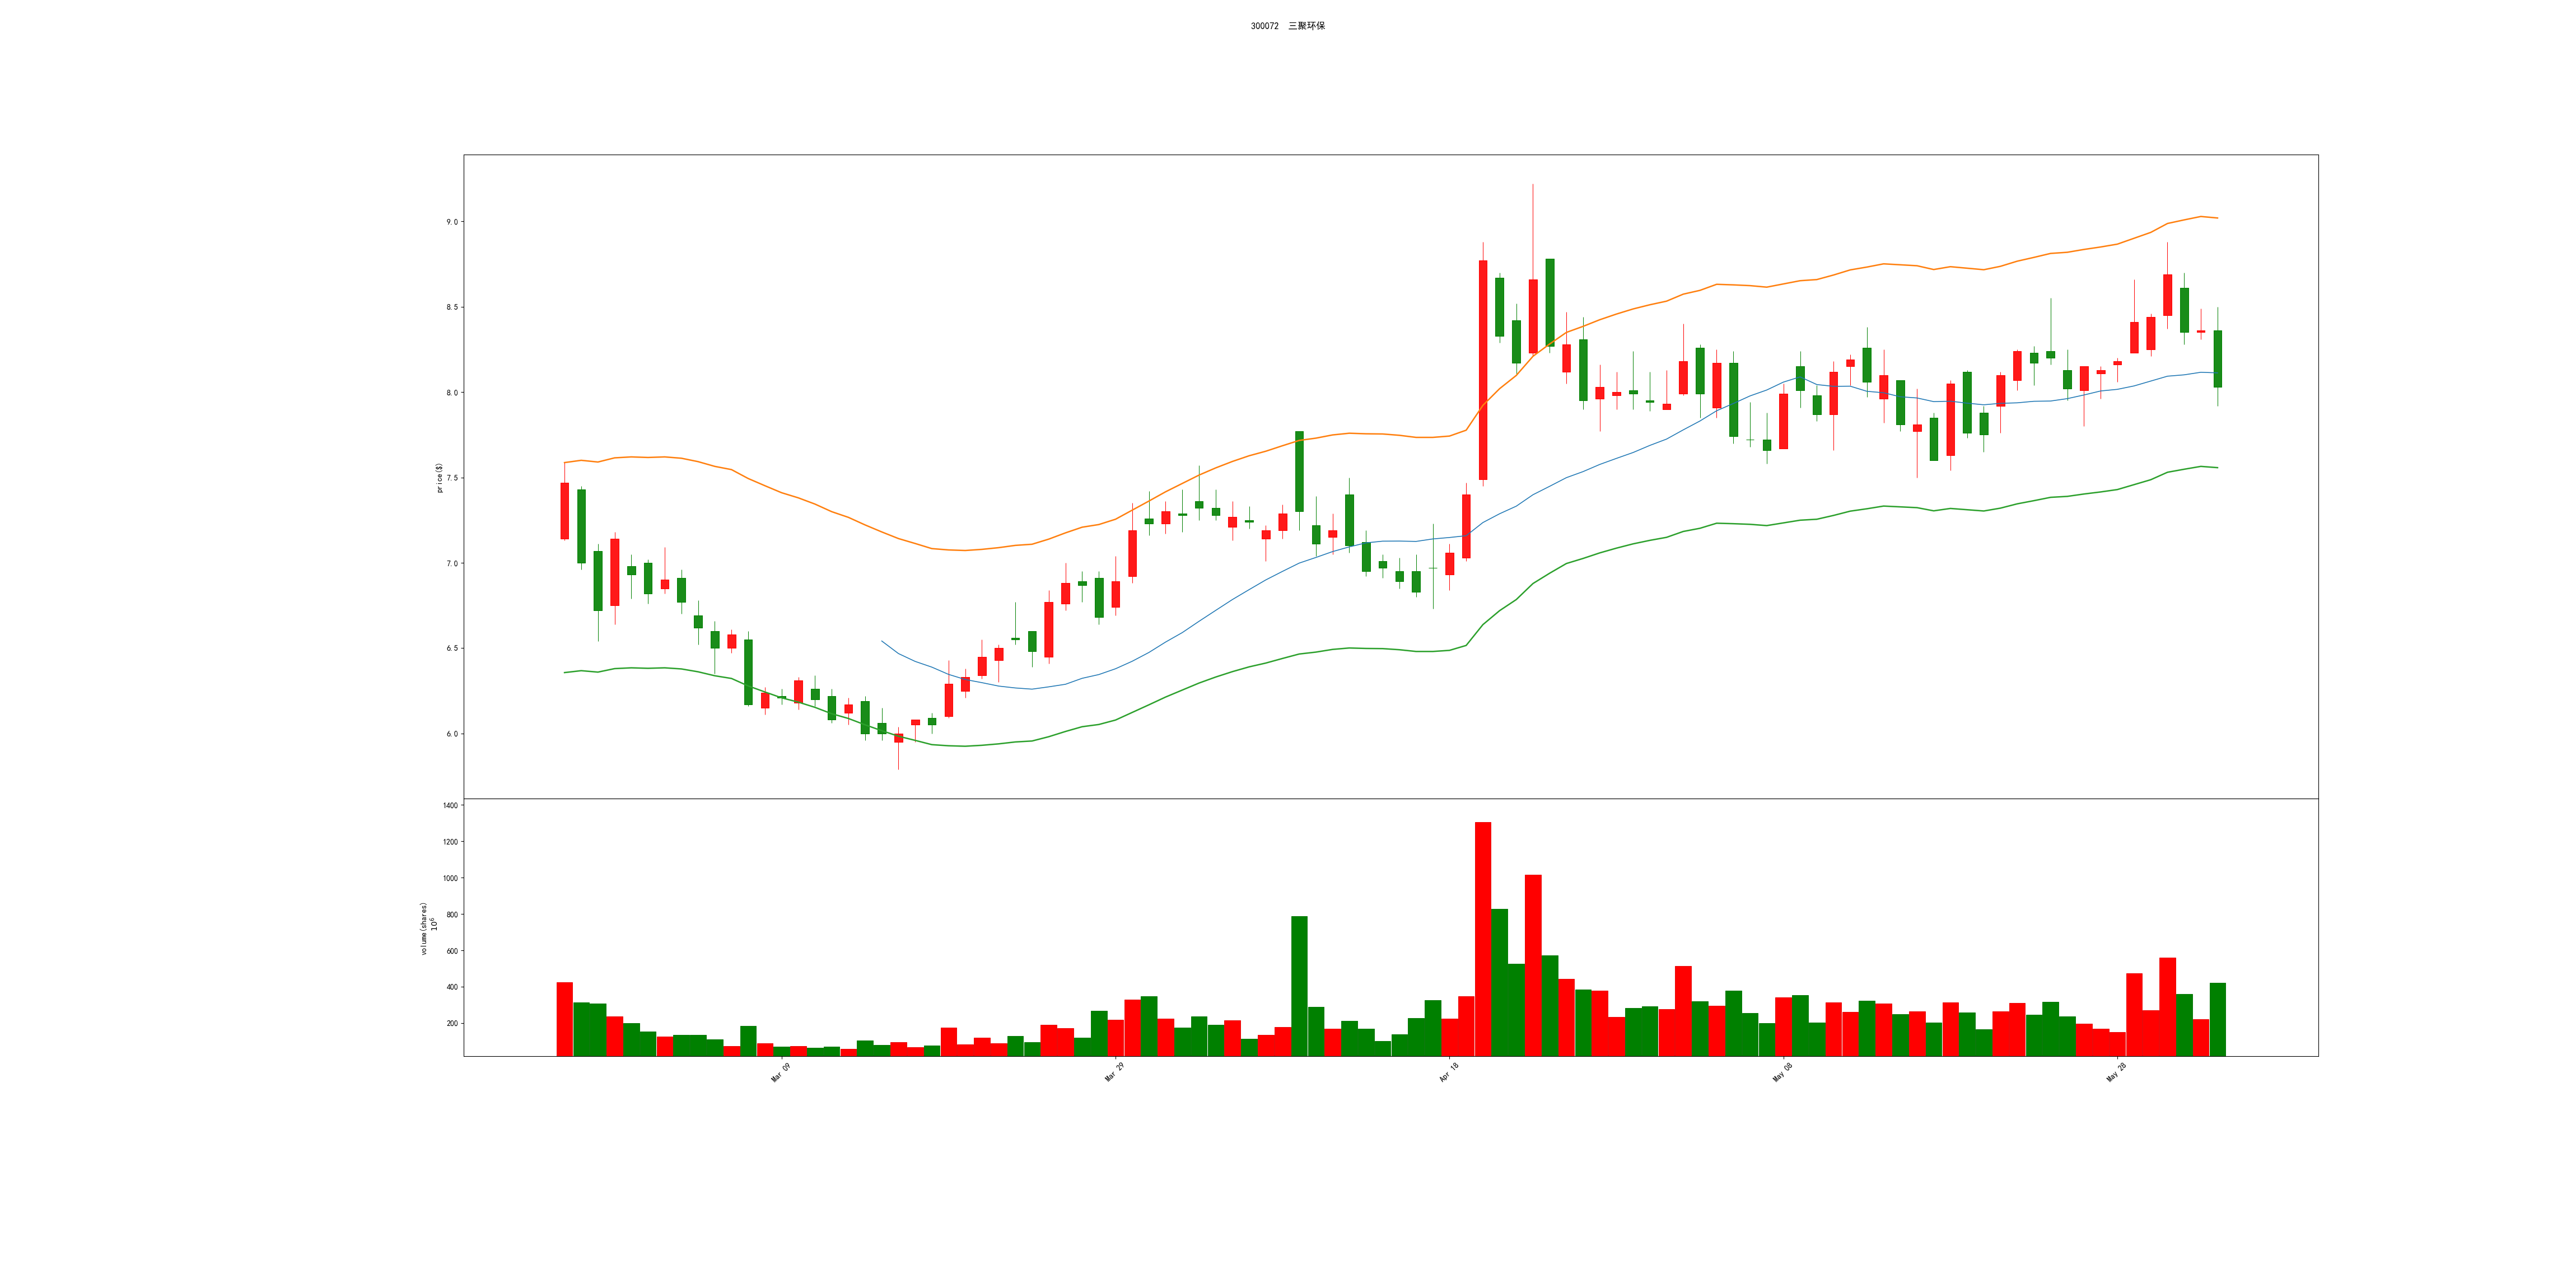 300072 三聚环保
9.0
8.5
8.0
7.5
7.0
6.5
6.0
price($)
1400
1200
1000
800
600
400
200
volume(shares)
10⁶
Mar 09
Mar 29
Apr 18
May 08
May 28